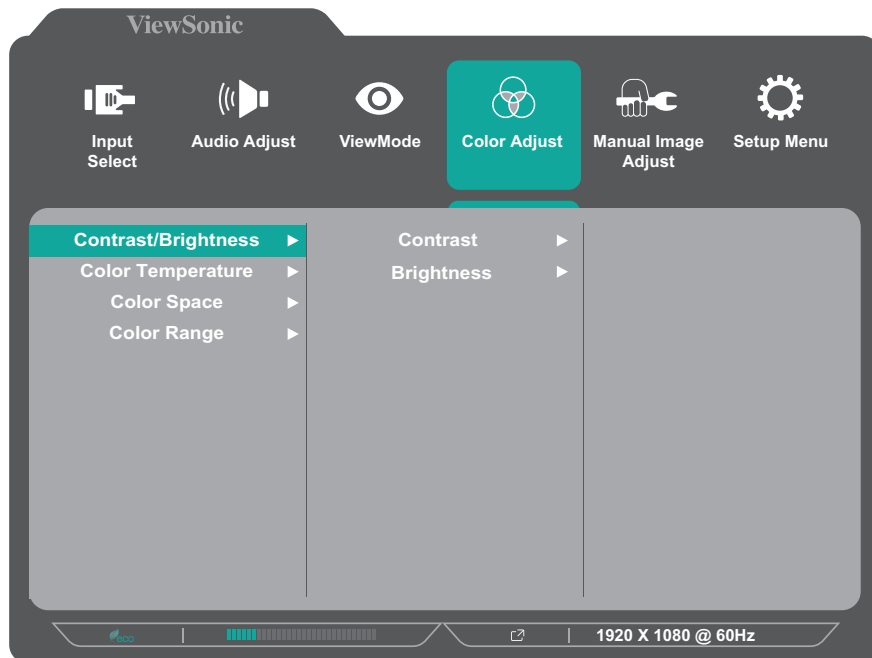 ViewSonic
Input
Select
Audio Adjust
ViewMode
Color Adjust
Manual Image
Adjust
Setup Menu
Contrast/Brightness
Color Temperature
Color Space
Color Range
Contrast
Brightness
eco
1920 X 1080 @ 60Hz